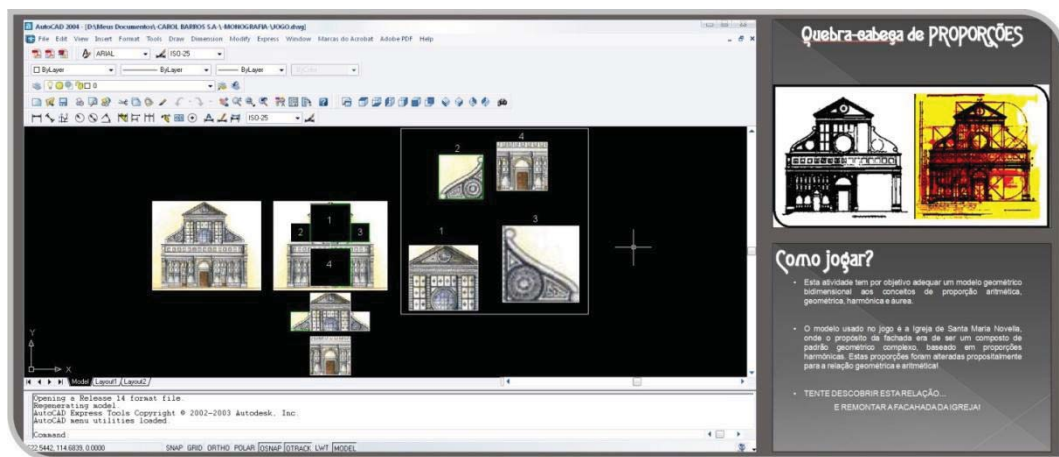 AutoCAD 2004 - [D:\Meus Documentos\-CAROL BARROS S.A-\-MONOGRAFIA-\JOGO.dwg]
File Edit View Insert Format Tools Draw Dimension Modify Express Window Marcas do Acrobat Adobe PDF Help
ARIAL ISO-25
ByLayer ByLayer ByLayer ByColor
0
ISO-25
2
4
1
2
3
4
1
3
Y
X
Model Layout1 Layout2
Opening a Release 14 format file.
Regenerating model.
AutoCAD Express Tools Copyright © 2002-2003 Autodesk, Inc.
AutoCAD menu utilities loaded.
Command
114.6839, 0.0000 SNAP GRID ORTHO POLAR OSNAP OTRACK LWT MODEL
Quebra-cabeça de PROPORÇÕES
Como jogar?
• Esta atividade tem por objetivo adequar um modelo geométrico
bidimensional aos conceitos de proporção aritmética,
geométrica, harmônica e áurea.
• O modelo usado no jogo é a Igreja de Santa Maria Novella,
onde o propósito da fachada era de ser um composto de
padrão geométrico complexo, baseado em proporções
harmônicas. Estas proporções foram alteradas propositalmente
para a relação geométrica e aritmética!
• TENTE DESCOBRIR ESTA RELAÇÃO...
E REMONTAR A FACAHADA DA IGREJA!